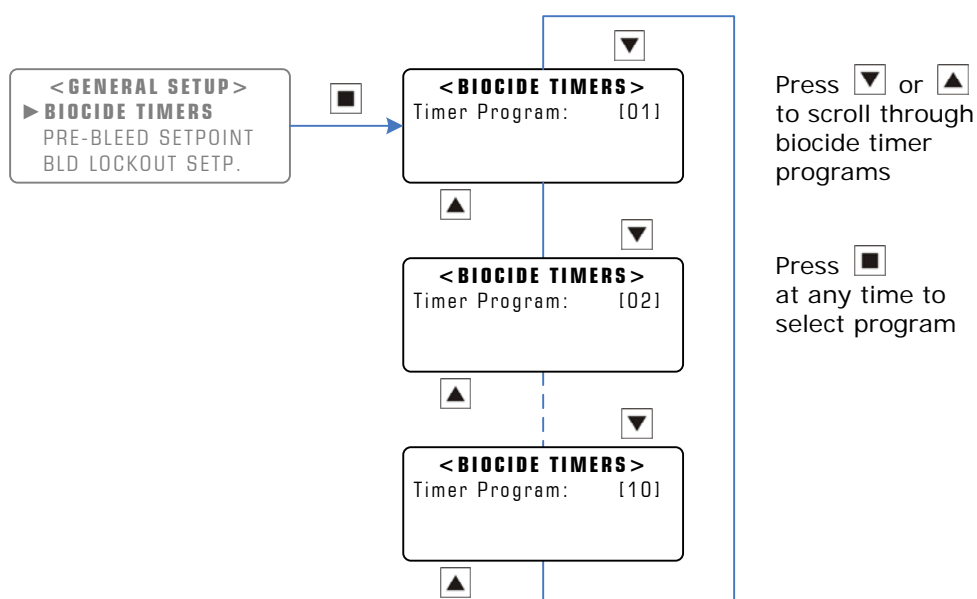 <GENERAL SETUP>
►BIOCIDE TIMERS
PRE-BLEED SETPOINT
BLD LOCKOUT SETP.
<BIOCIDE TIMERS>
Timer Program: [01]
<BIOCIDE TIMERS>
Timer Program: [02]
<BIOCIDE TIMERS>
Timer Program: [10]
Press ▼ or ▲
to scroll through
biocide timer
programs
Press ■
at any time to
select program